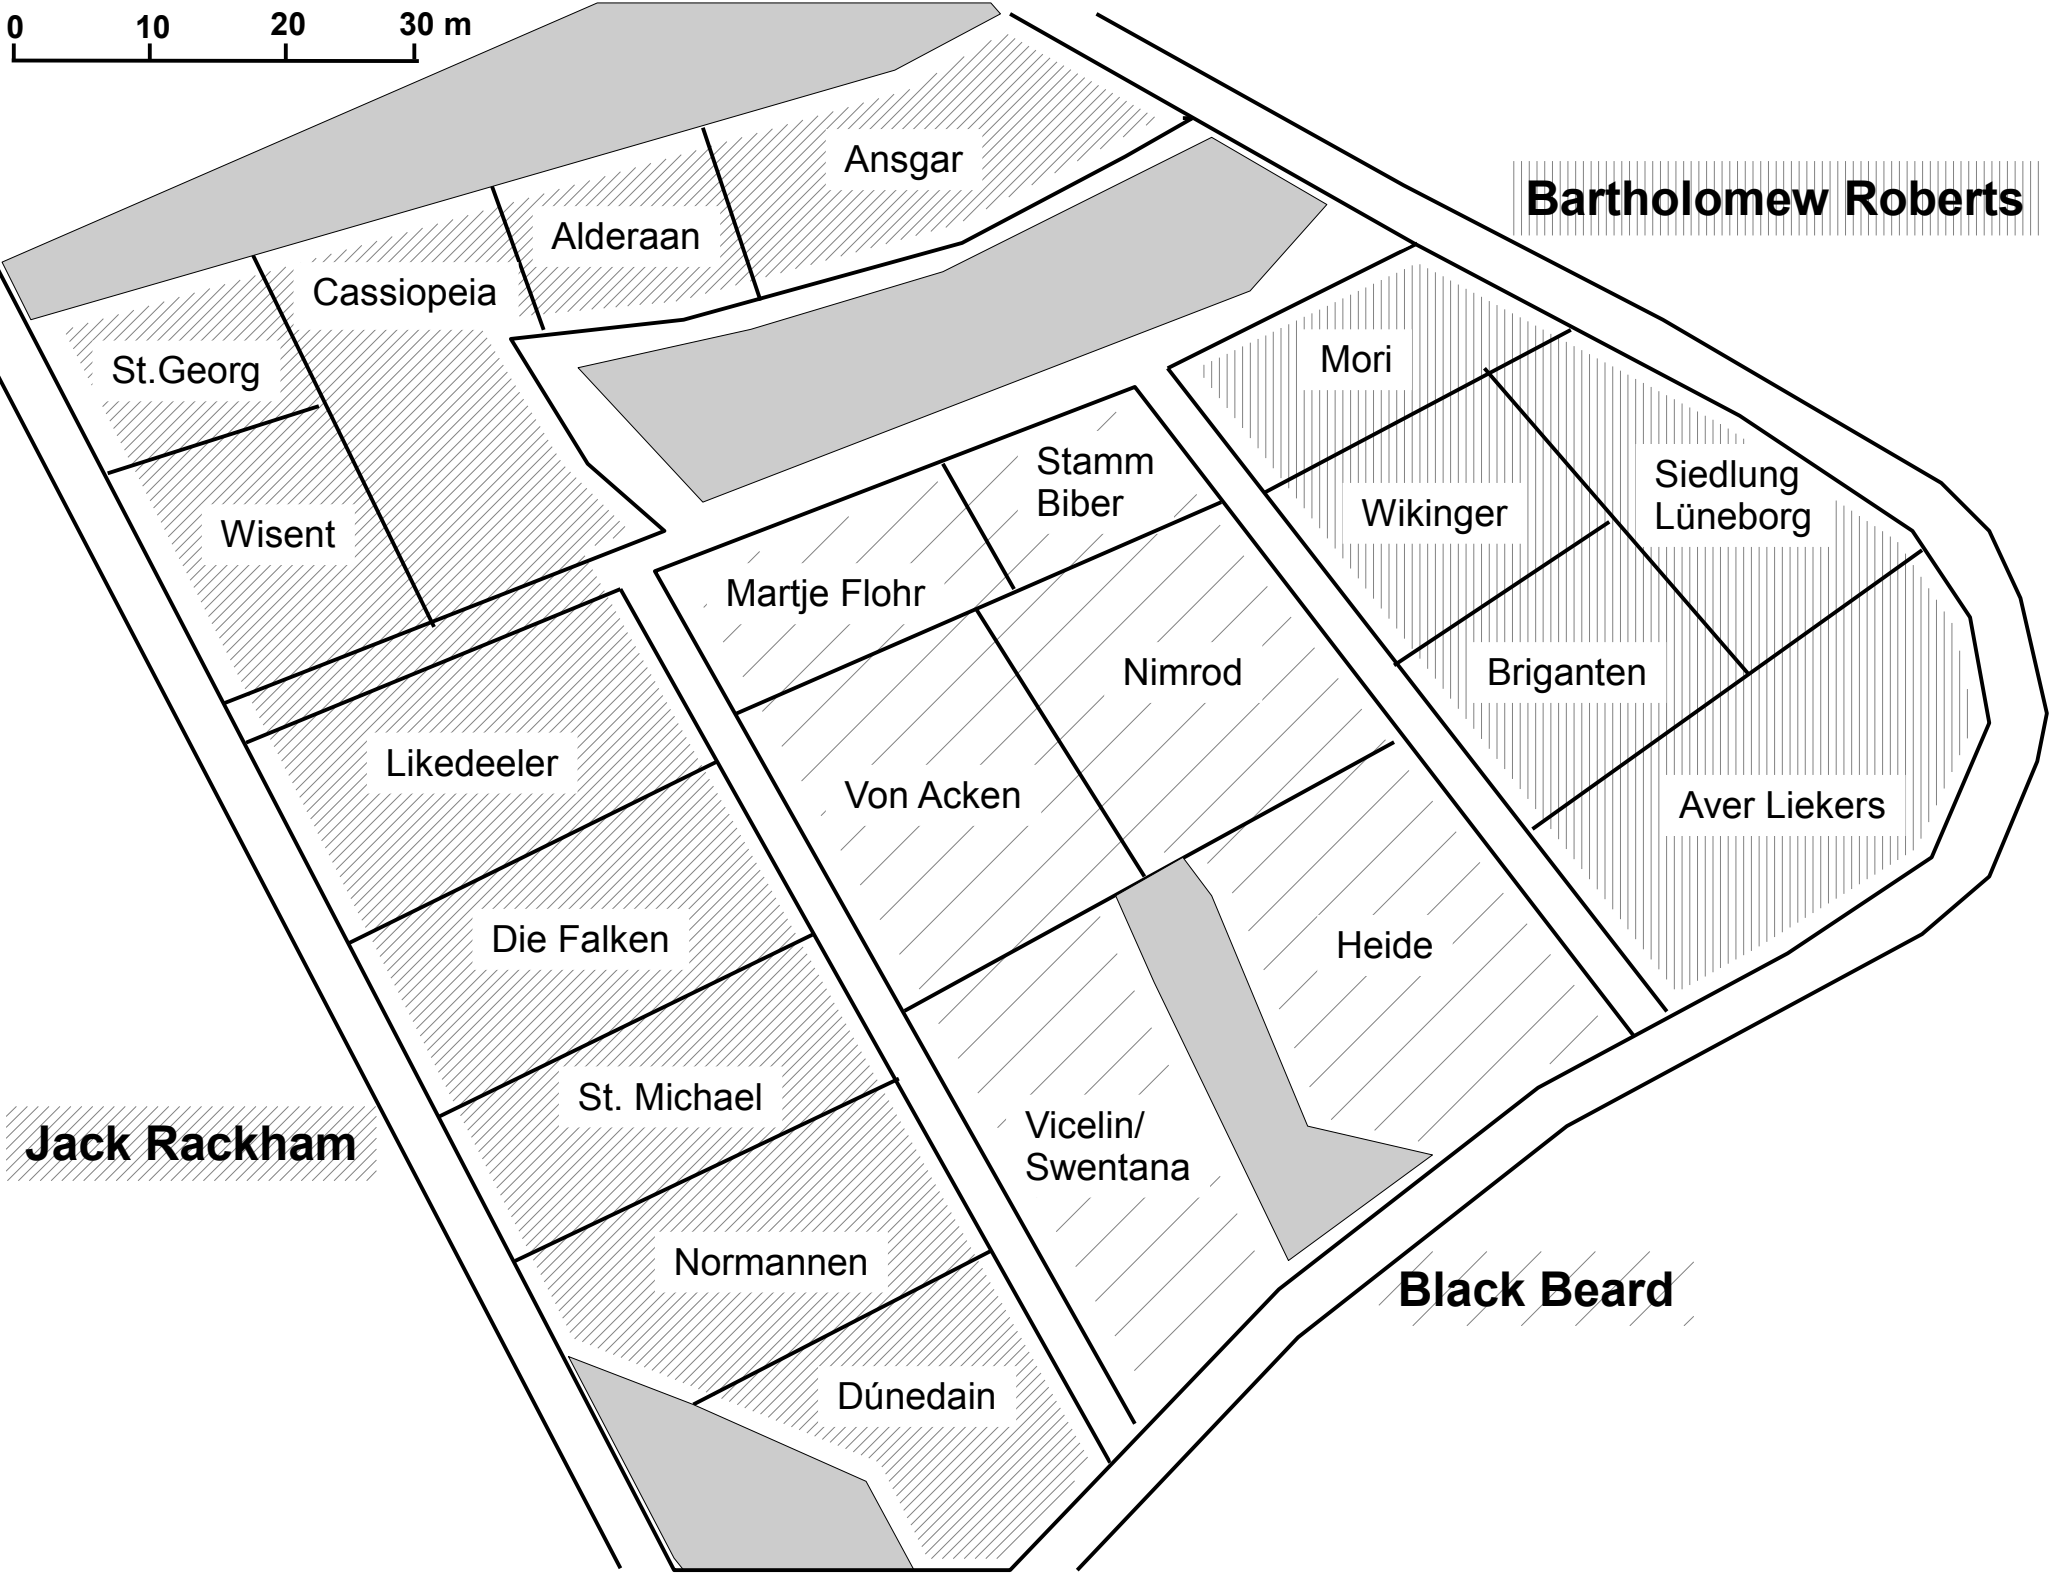 0 10 20 30 m
Ansgar
Bartholomew Roberts
Alderaan
Cassiopeia
St.Georg
Mori
Stamm
Biber
Siedlung
Lüneborg
Wikinger
Wisent
Martje Flohr
Nimrod
Briganten
Likedeeler
Von Acken
Aver Liekers
Die Falken
Heide
St. Michael
Jack Rackham
Vicelin/
Swentana
Normannen
Black Beard
Dúnedain